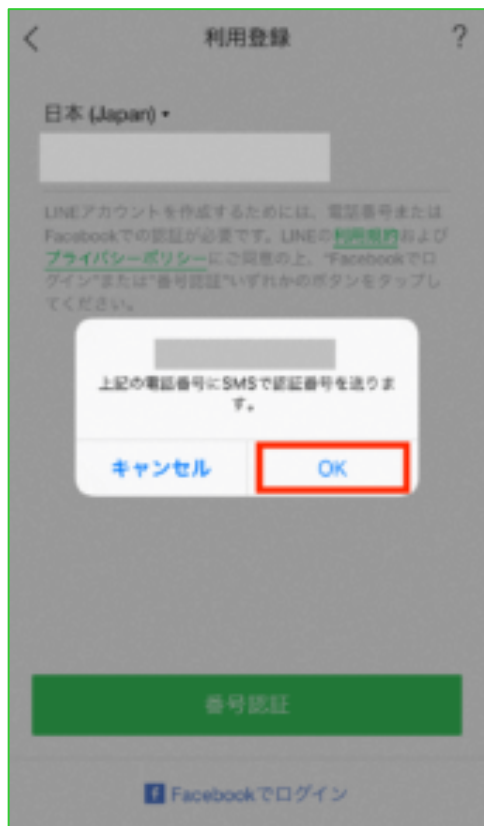 利用登録
?
日本 (Japan)
LINEアカウントを作成するためには、電話番号または
Facebookでの認証が必要です。LINEの利用規約および
プライバシーポリシーにご同意の上、"Facebookでロ
グイン"または"番号認証"いずれかのボタンをタップし
てください。
上記の電話番号にSMSで認証番号を送りま
す。
キャンセル OK
番号認証
Facebookでログイン